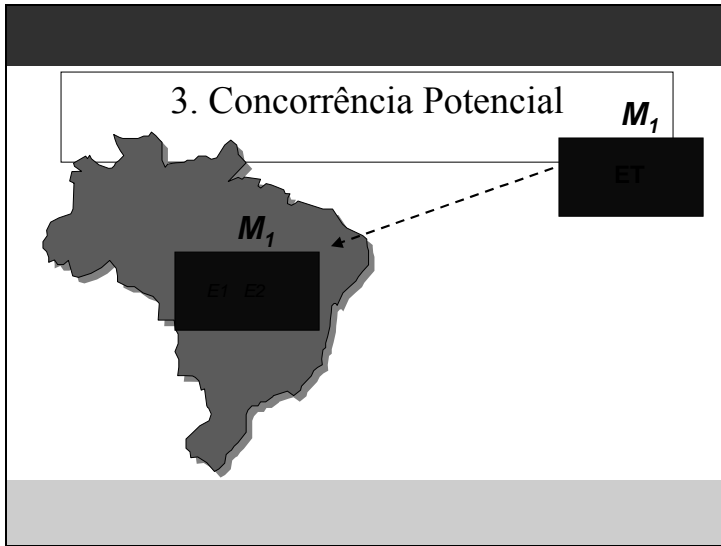 3. Concorrência Potencial
M₁
ET
M₁
E1 E2